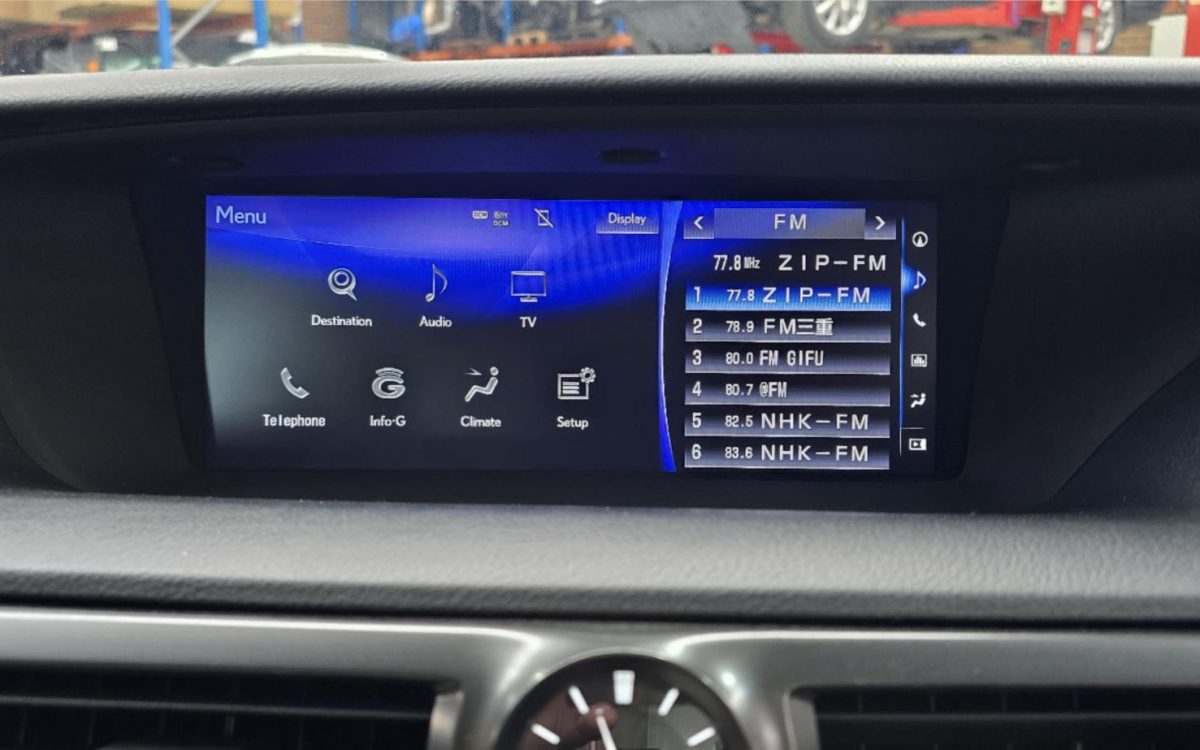 Menu
Display
Destination
Audio
TV
Telephone
Info-G
Climate
Setup
FM
77.8MHz ZIP-FM
1 77.8 ZIP-FM
2 78.9 FM三重
3 80.0 FM GIFU
4 80.7 @FM
5 82.5 NHK-FM
6 83.6 NHK-FM